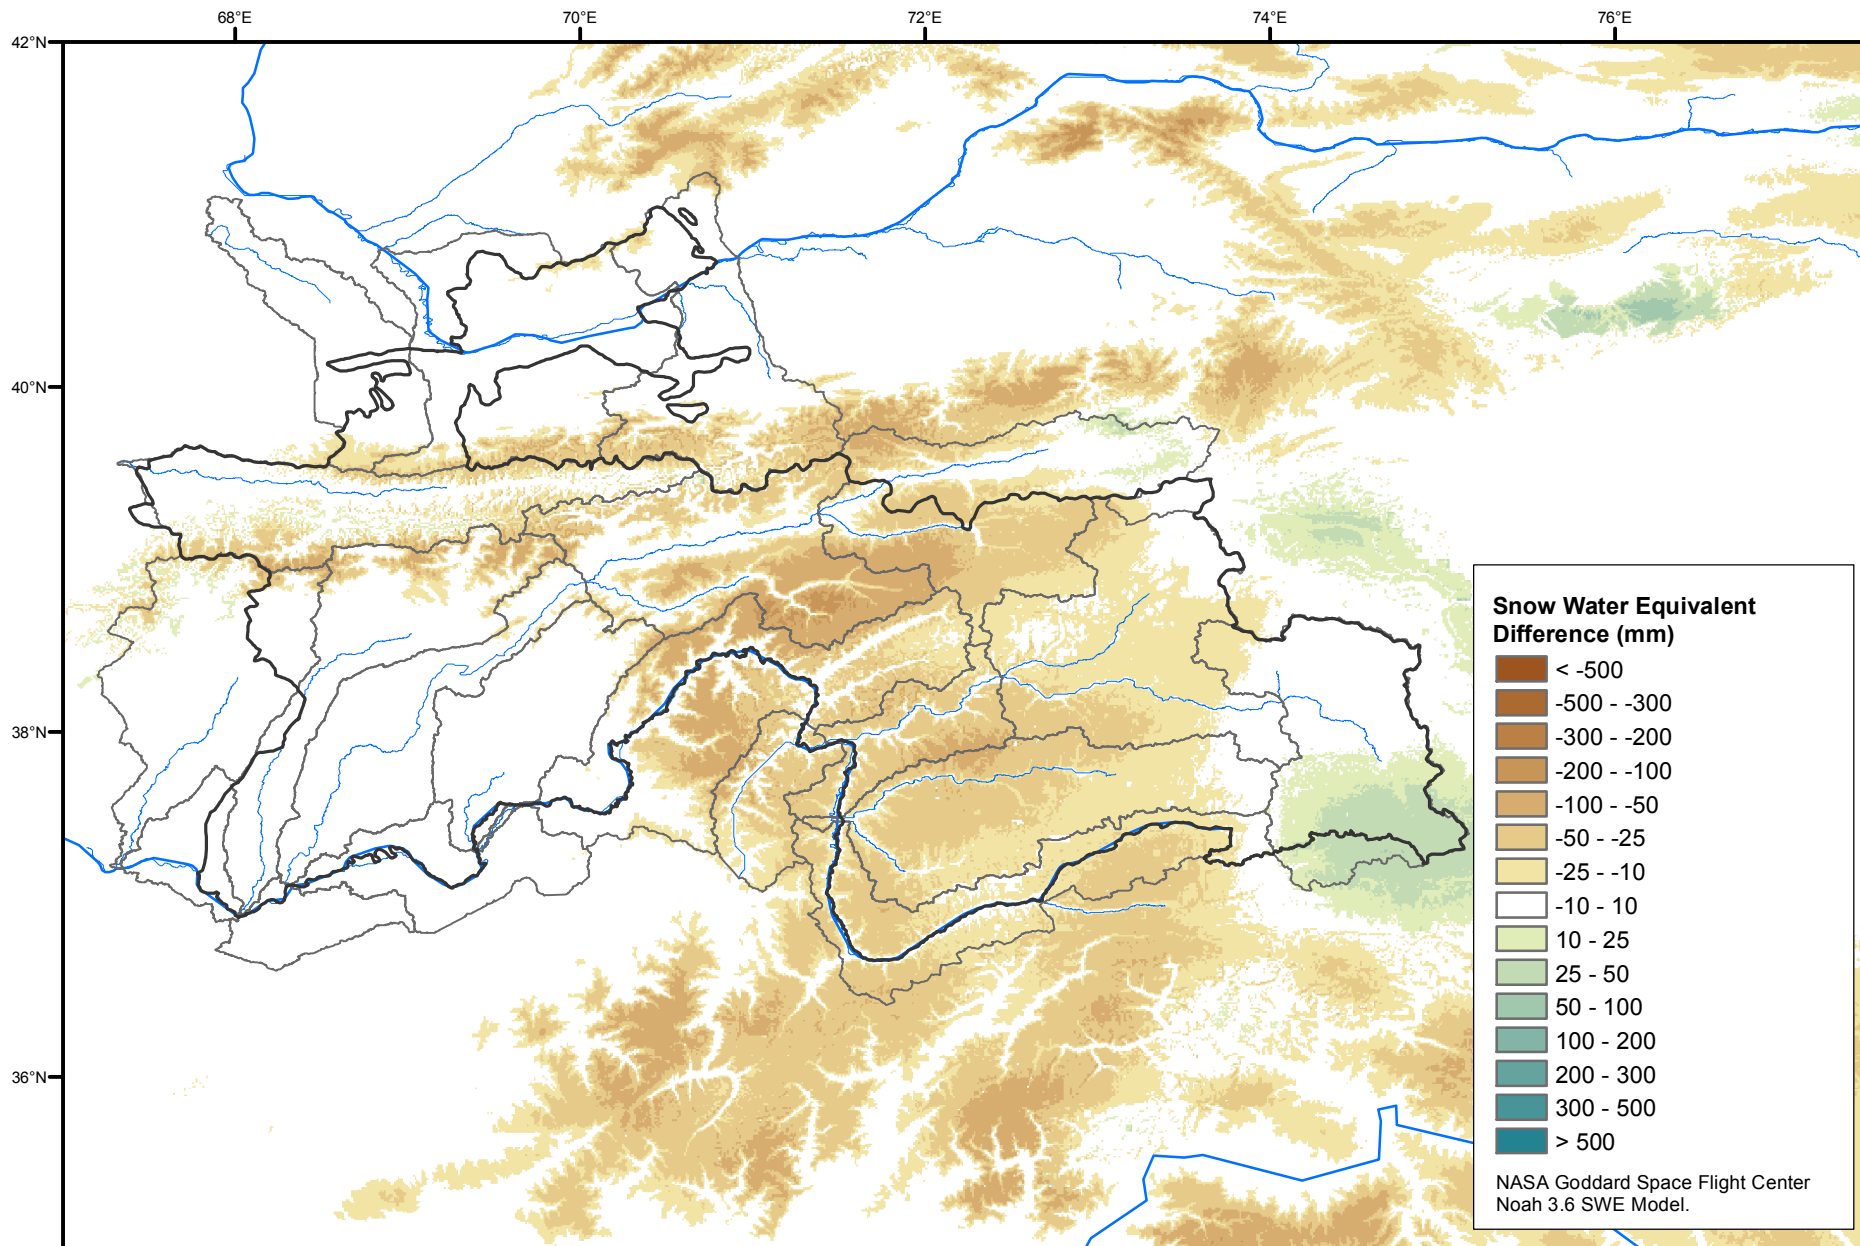 68°E
70°E
72°E
74°E
76°E
42°N
40°N
38°N
36°N
Snow Water Equivalent
Difference (mm)
< -500
-500 - -300
-300 - -200
-200 - -100
-100 - -50
-50 - -25
-25 - -10
-10 - 10
10 - 25
25 - 50
50 - 100
100 - 200
200 - 300
300 - 500
> 500
NASA Goddard Space Flight Center
Noah 3.6 SWE Model.